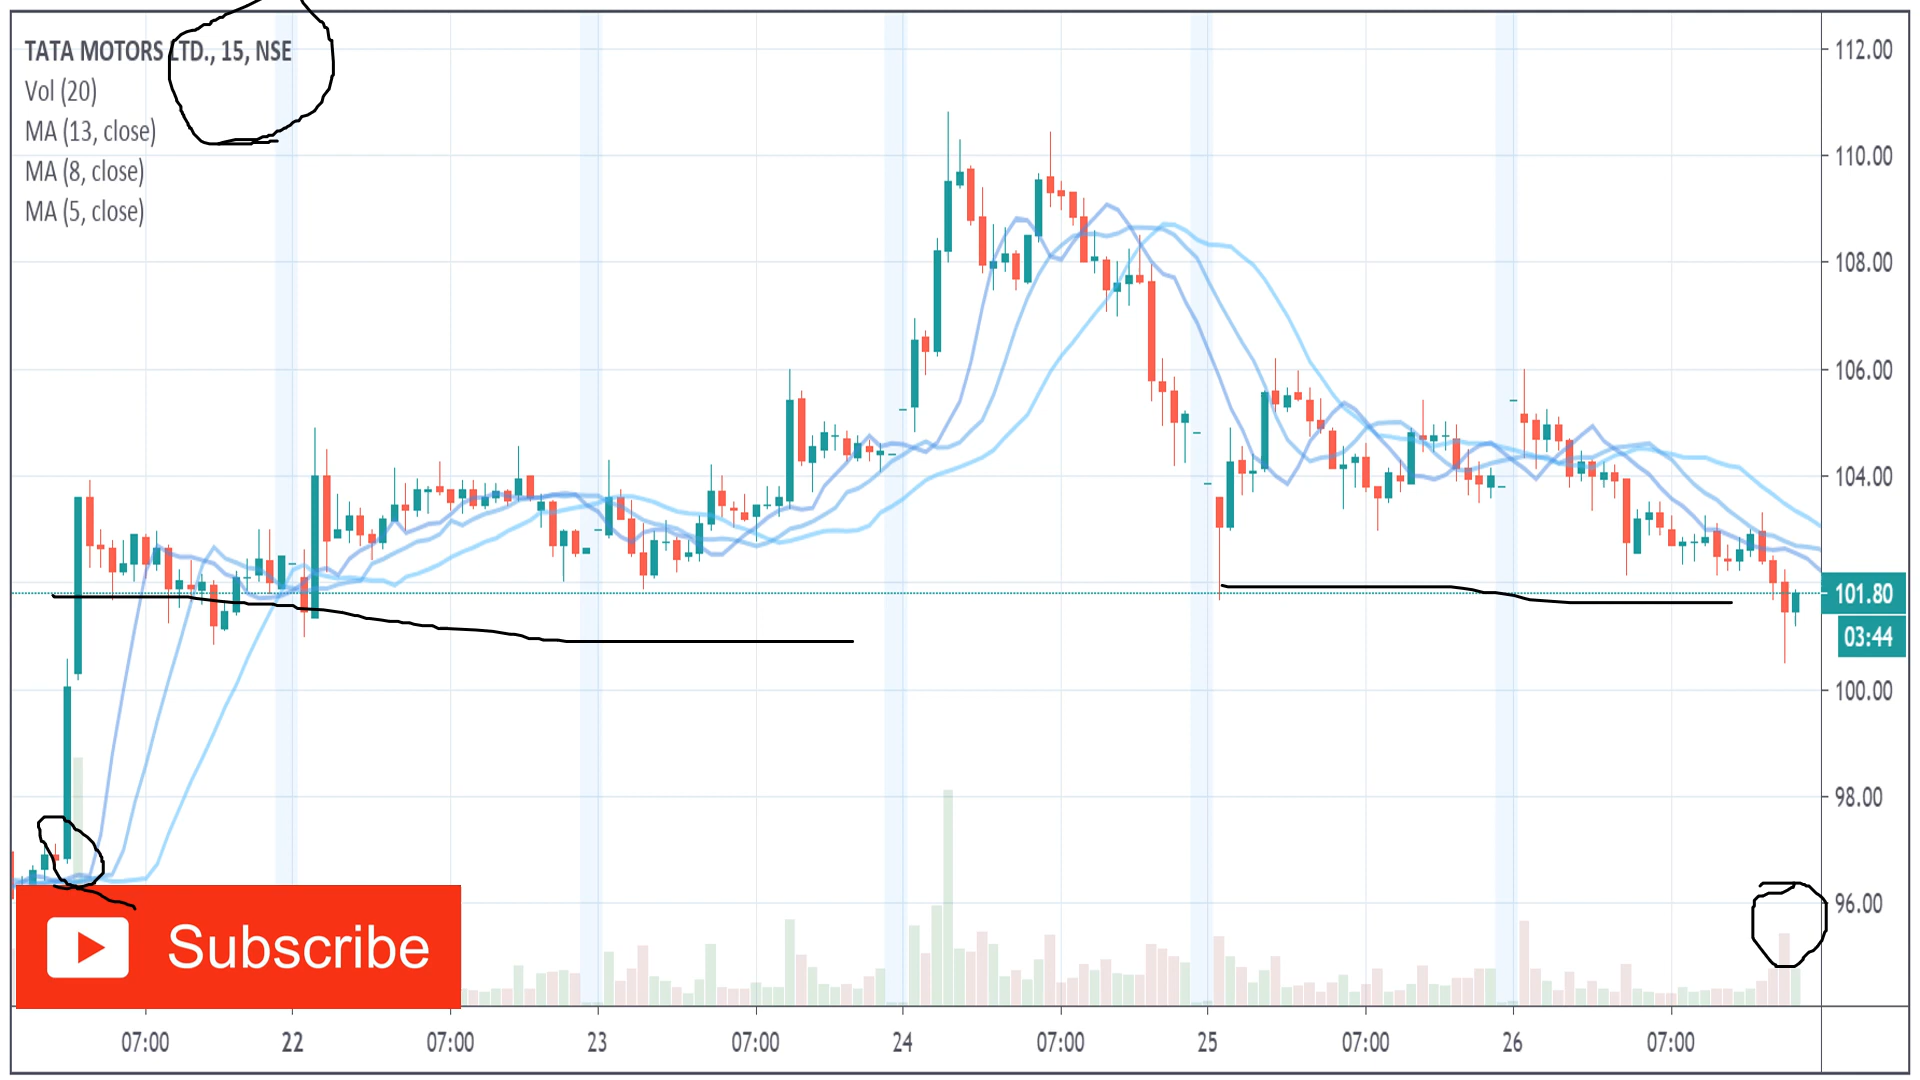 TATA MOTORS LTD., 15, NSE
Vol (20)
MA (13, close)
MA (8, close)
MA (5, close)
112.00
110.00
108.00
106.00
104.00
101.80
03:44
100.00
98.00
96.00
Subscribe
07:00 22 07:00 23 07:00 24 07:00 25 07:00 26 07:00